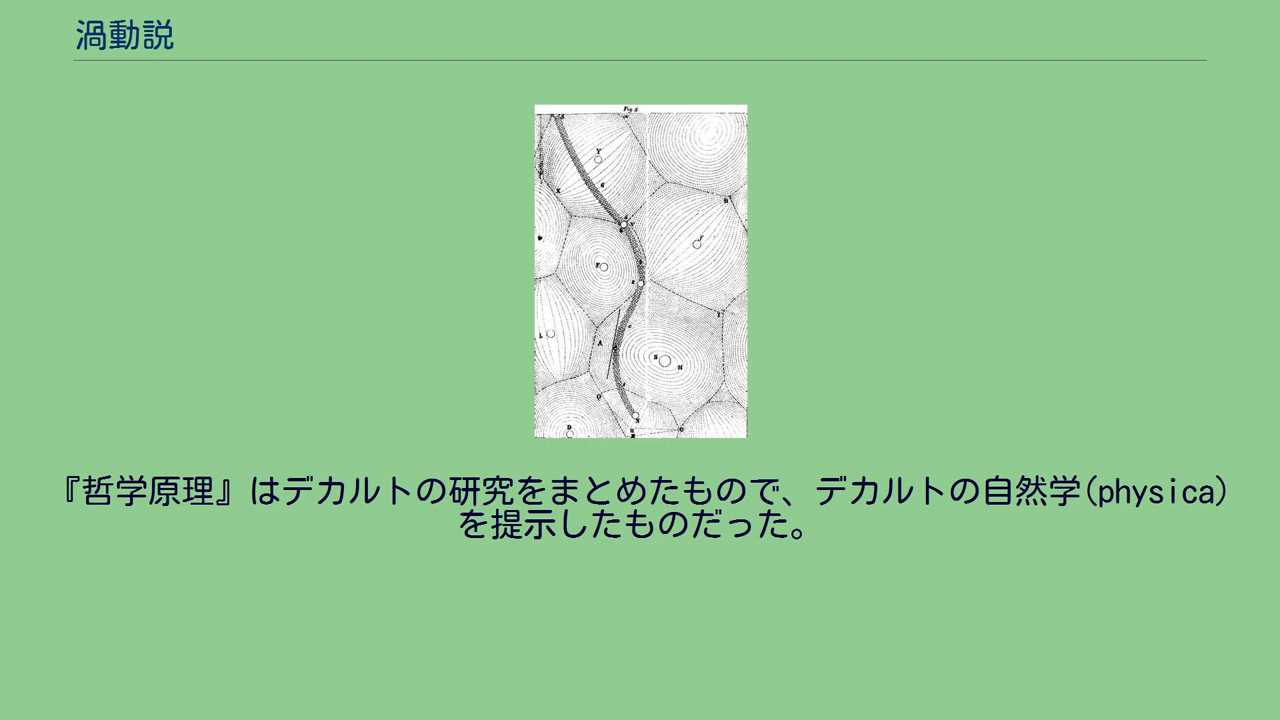 渦動説
Fig. 3.
Y
F
L
A
S
H
D
『哲学原理』はデカルトの研究をまとめたもので、デカルトの自然学(physica)
を提示したものだった。